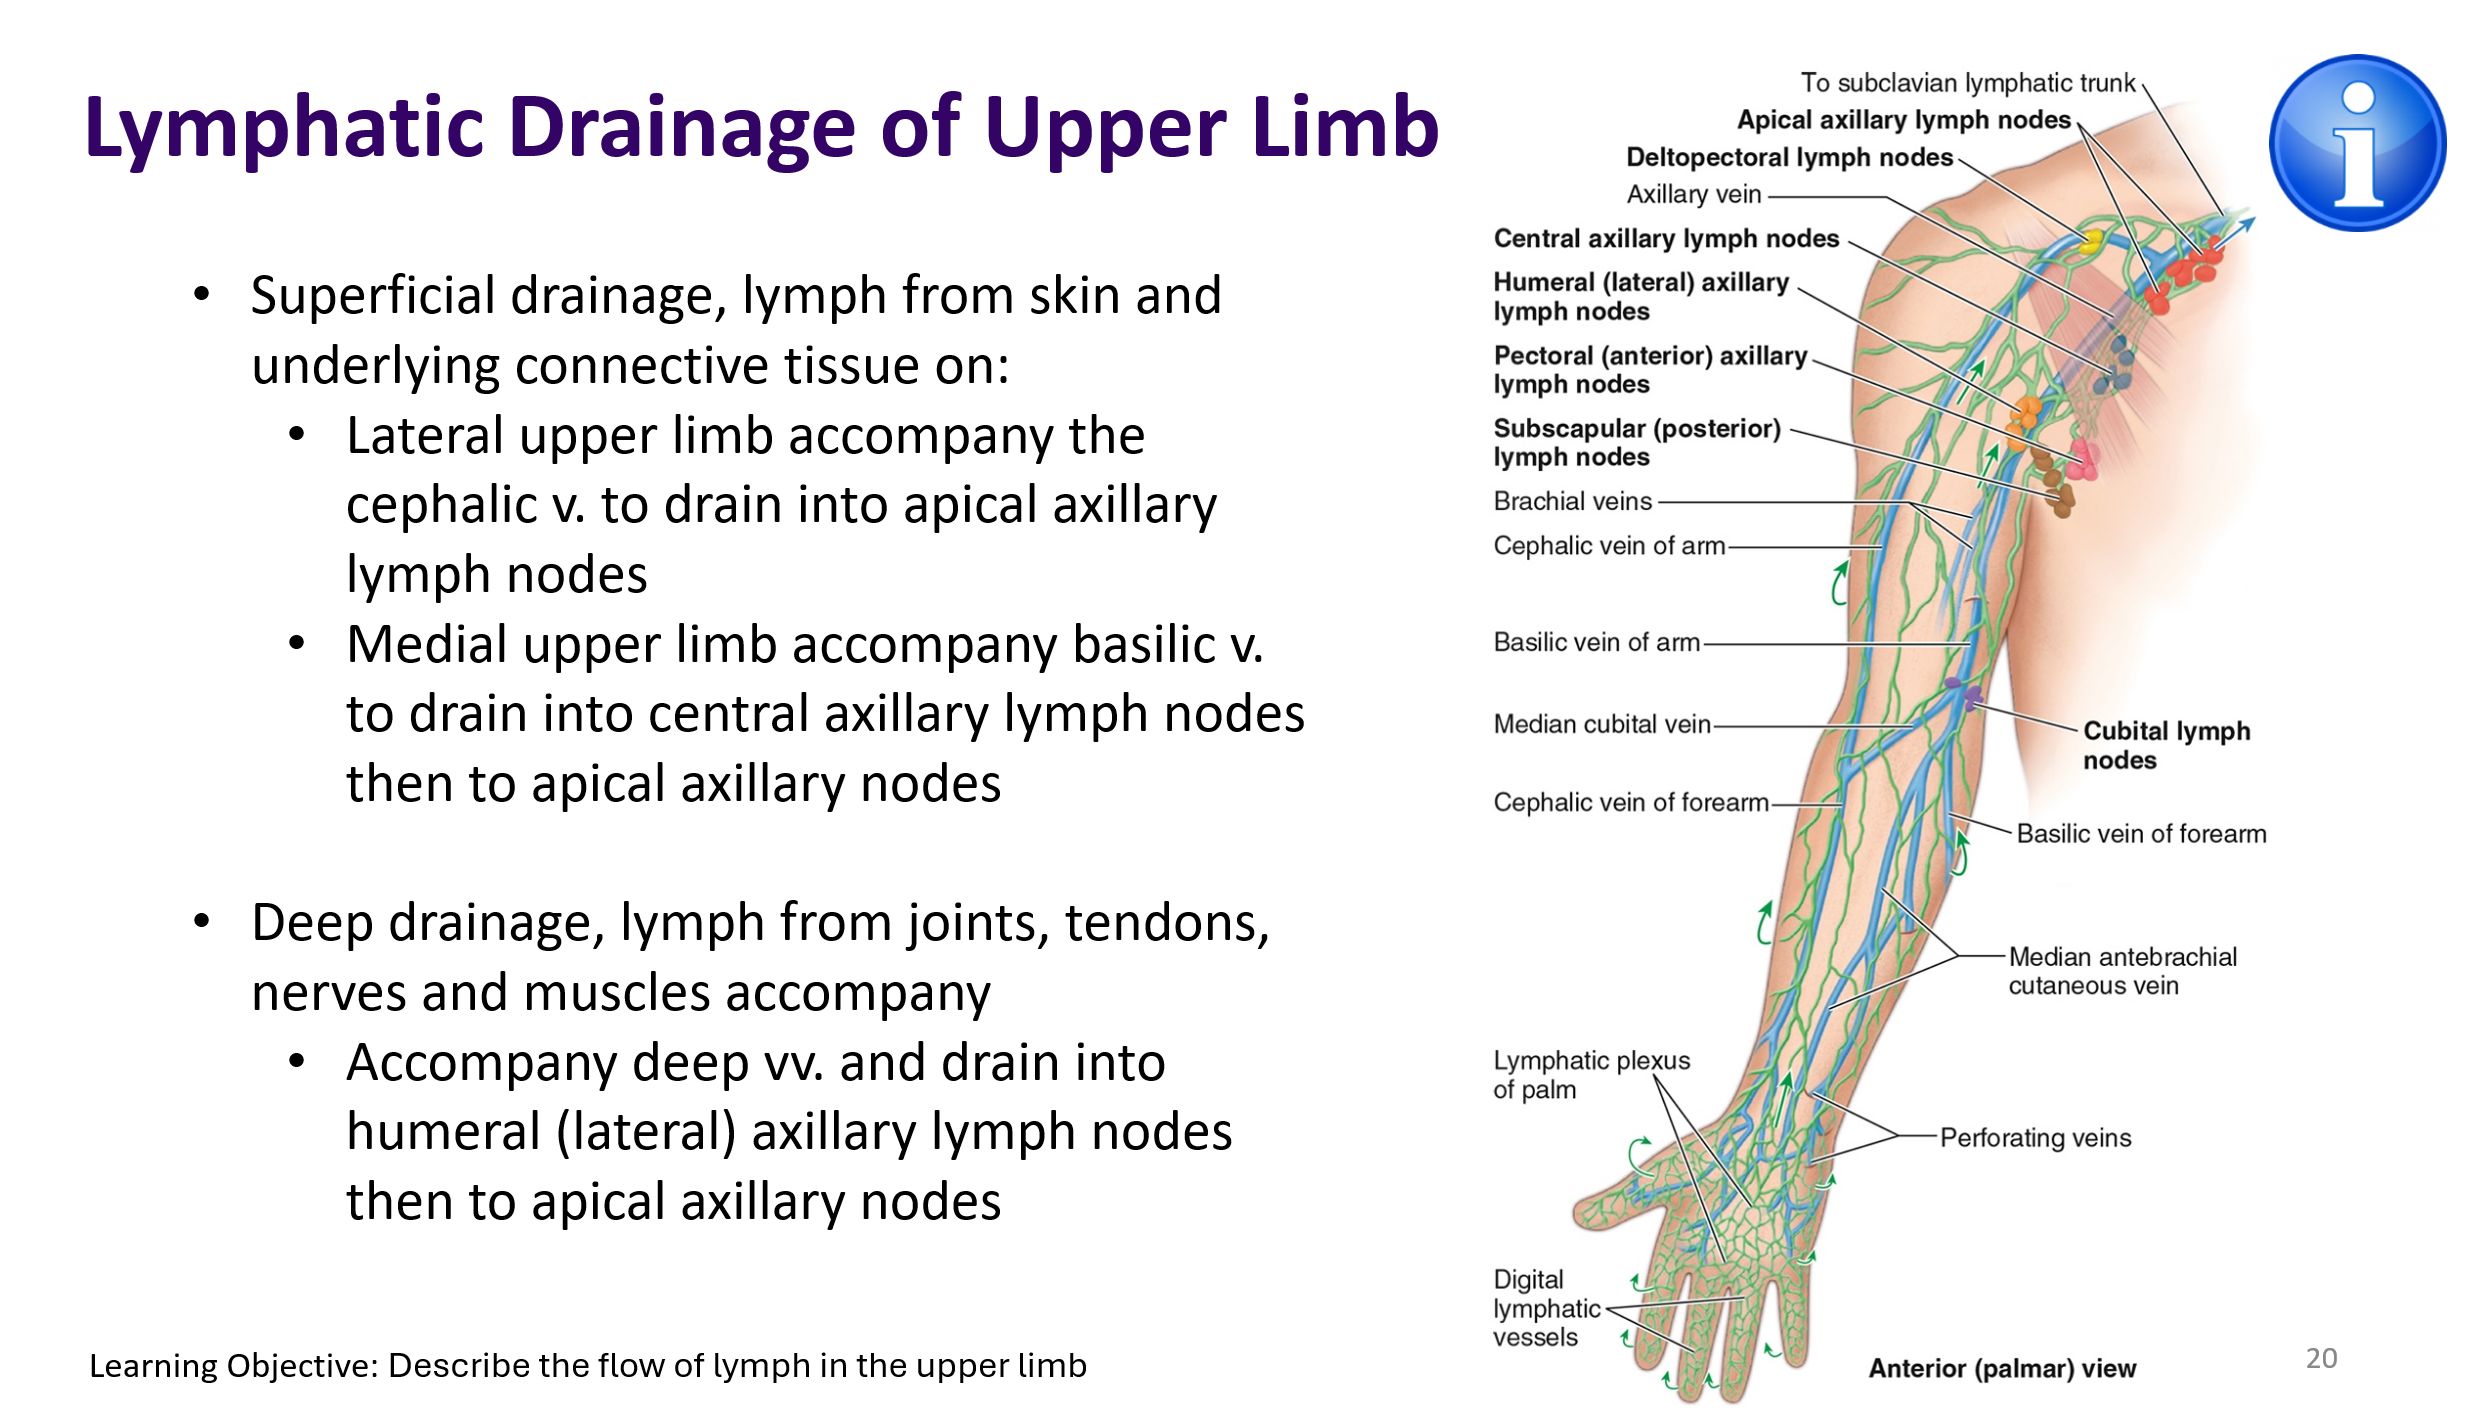 Lymphatic Drainage of Upper Limb
• Superficial drainage, lymph from skin and
underlying connective tissue on:
• Lateral upper limb accompany the
cephalic v. to drain into apical axillary
lymph nodes
• Medial upper limb accompany basilic v.
to drain into central axillary lymph nodes
then to apical axillary nodes
• Deep drainage, lymph from joints, tendons,
nerves and muscles accompany
• Accompany deep vv. and drain into
humeral (lateral) axillary lymph nodes
then to apical axillary nodes
Learning Objective: Describe the flow of lymph in the upper limb
To subclavian lymphatic trunk
Apical axillary lymph nodes
Deltopectoral lymph nodes
Axillary vein
Central axillary lymph nodes
Humeral (lateral) axillary
lymph nodes
Pectoral (anterior) axillary
lymph nodes
Subscapular (posterior)
lymph nodes
Brachial veins
Cephalic vein of arm
Basilic vein of arm
Median cubital vein
Cubital lymph
nodes
Cephalic vein of forearm
Basilic vein of forearm
Median antebrachial
cutaneous vein
Lymphatic plexus
of palm
Perforating veins
Digital
lymphatic
vessels
Anterior (palmar) view
20
i